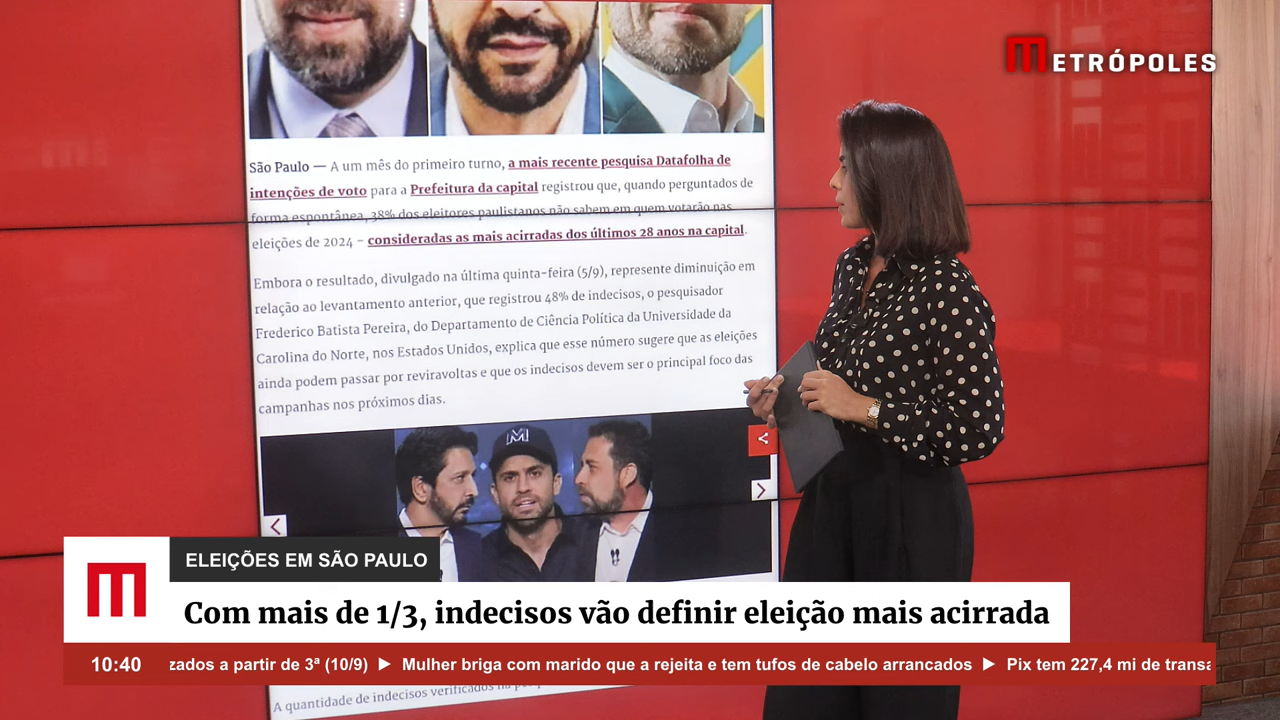 METRÓPOLES
São Paulo — A um mês do primeiro turno, a mais recente pesquisa Datafolha de
intenções de voto para a Prefeitura da capital registrou que, quando perguntados de
forma espontânea, 38% dos eleitores paulistanos não sabem em quem votarão nas
eleições de 2024 – consideradas as mais acirradas dos últimos 28 anos na capital.
Embora o resultado, divulgado na última quinta-feira (5/9), represente diminuição em
relação ao levantamento anterior, que registrou 48% de indecisos, o pesquisador
Frederico Batista Pereira, do Departamento de Ciência Política da Universidade da
Carolina do Norte, nos Estados Unidos, explica que esse número sugere que as eleições
ainda podem passar por reviravoltas e que os indecisos devem ser o principal foco das
campanhas nos próximos dias.
M
M
ELEIÇÕES EM SÃO PAULO
Com mais de 1/3, indecisos vão definir eleição mais acirrada
10:40 zados a partir de 3ª (10/9) ▶ Mulher briga com marido que a rejeita e tem tufos de cabelo arrancados ▶ Pix tem 227,4 mi de transa
A quantidade de indecisos verificados na